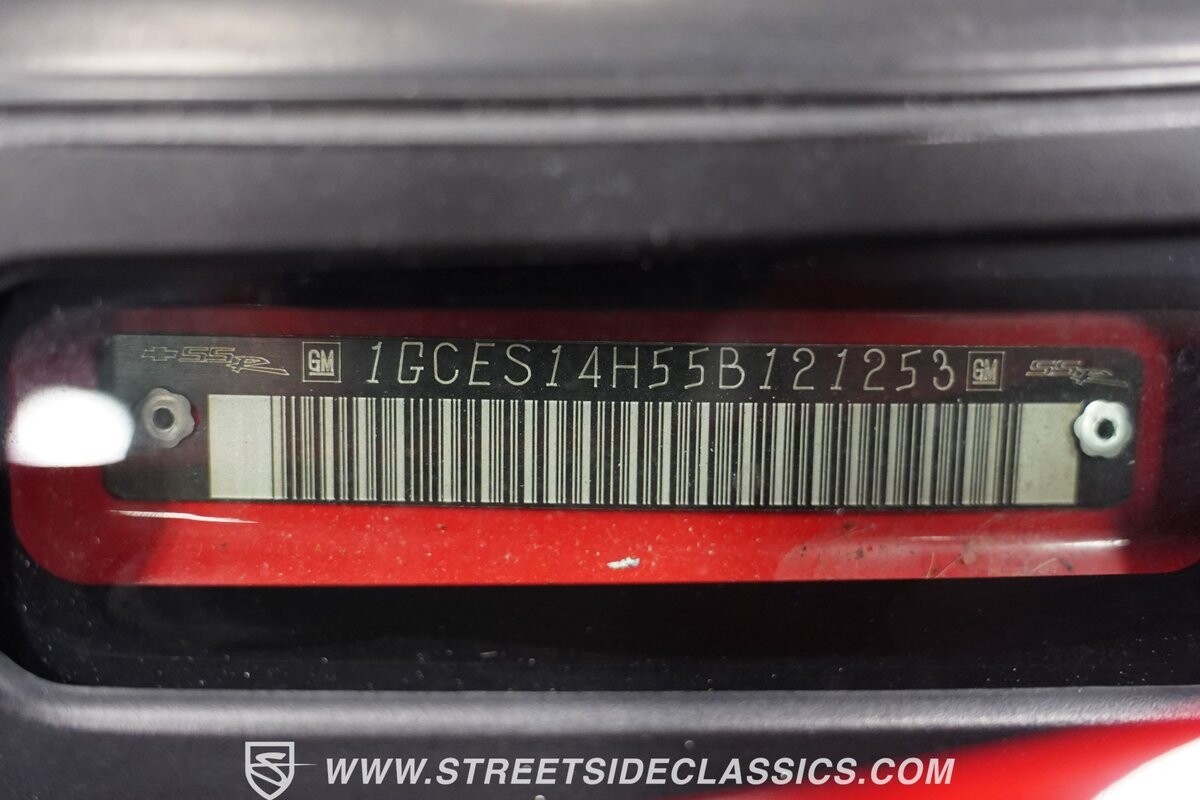 SSR GM 1GCES14H55B121253 GM SSR
WWW.STREETSIDECLASSICS.COM